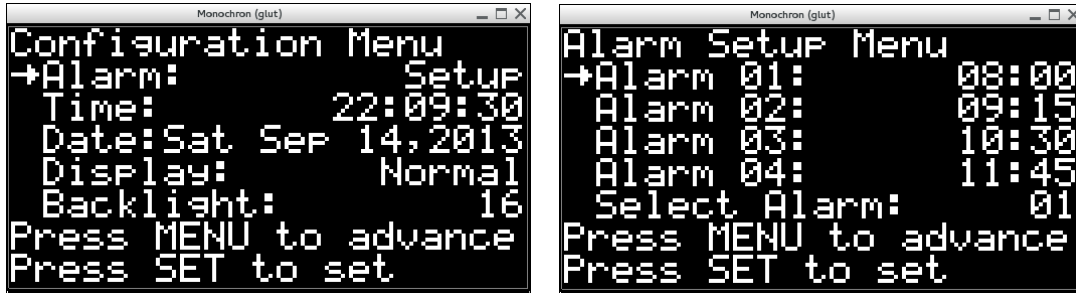 Monochron (glut)
Configuration Menu
→Alarm: Setup
Time: 22:09:30
Date:Sat Sep 14,2013
Display: Normal
Backlight: 16
Press MENU to advance
Press SET to set
Monochron (glut)
Alarm Setup Menu
→Alarm 01: 08:00
Alarm 02: 09:15
Alarm 03: 10:30
Alarm 04: 11:45
Select Alarm: 01
Press MENU to advance
Press SET to set